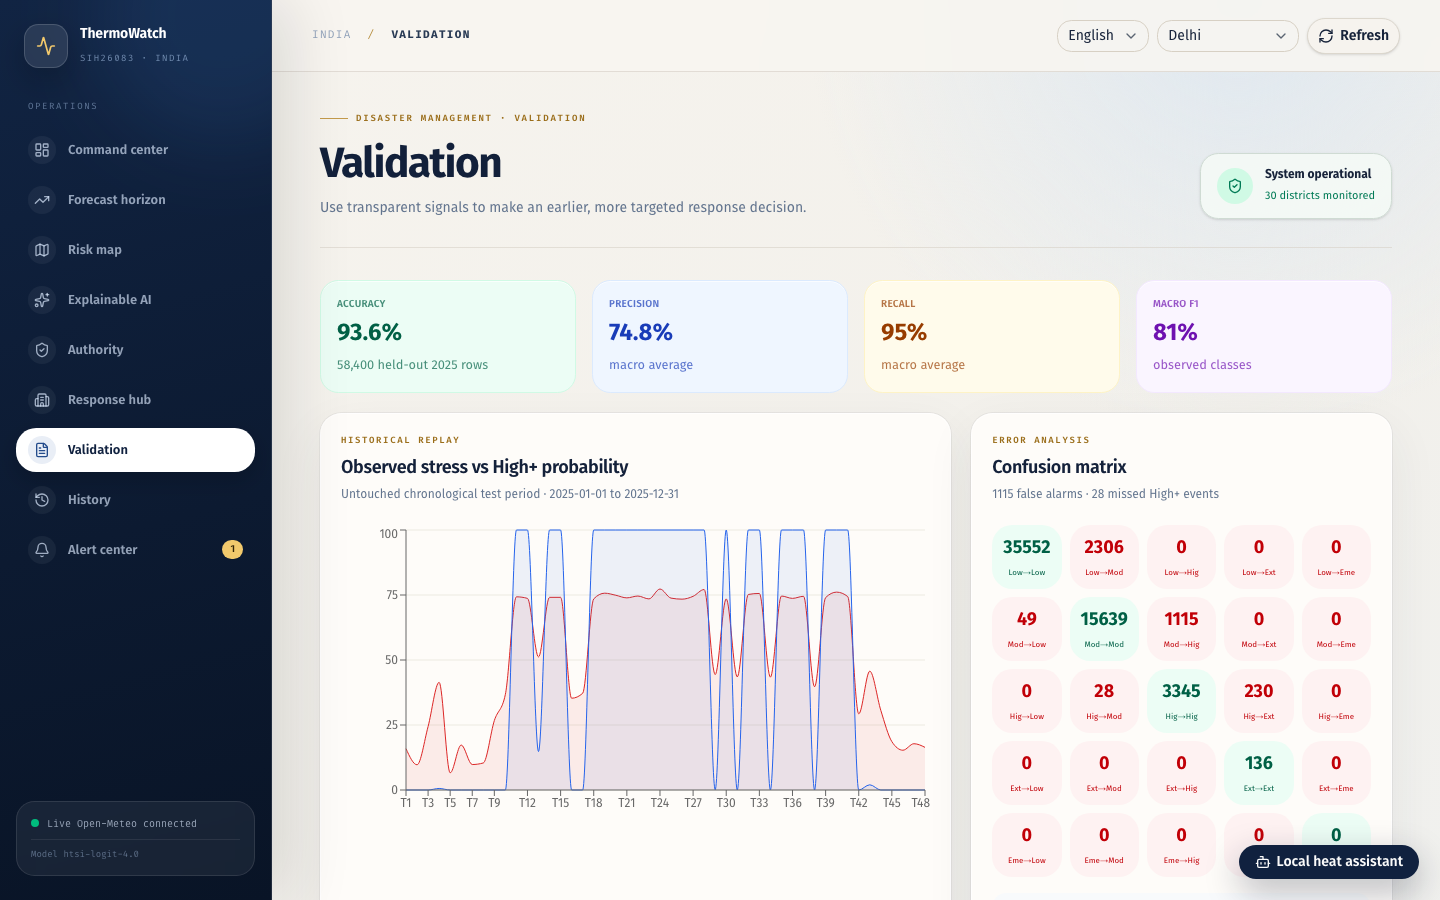 ThermoWatch
SIH26083 · INDIA
OPERATIONS
Command center
Forecast horizon
Risk map
Explainable AI
Authority
Response hub
Validation
History
Alert center 1
Live Open-Meteo connected
Model htsi-logit-4.0
INDIA / VALIDATION
English
Delhi
Refresh
DISASTER MANAGEMENT · VALIDATION
Validation
Use transparent signals to make an earlier, more targeted response decision.
System operational
30 districts monitored
ACCURACY
93.6%
58,400 held-out 2025 rows
PRECISION
74.8%
macro average
RECALL
95%
macro average
MACRO F1
81%
observed classes
HISTORICAL REPLAY
Observed stress vs High+ probability
Untouched chronological test period · 2025-01-01 to 2025-12-31
100
75
50
25
0
T1 T3 T5 T7 T9 T12 T15 T18 T21 T24 T27 T30 T33 T36 T39 T42 T45 T48
ERROR ANALYSIS
Confusion matrix
1115 false alarms · 28 missed High+ events
35552 2306 0 0 0
Low→Low Low→Mod Low→Hig Low→Ext Low→Eme
49 15639 1115 0 0
Mod→Low Mod→Mod Mod→Hig Mod→Ext Mod→Eme
0 28 3345 230 0
Hig→Low Hig→Mod Hig→Hig Hig→Ext Hig→Eme
0 0 0 136 0
Ext→Low Ext→Mod Ext→Hig Ext→Ext Ext→Eme
0 0 0 0 0
Eme→Low Eme→Mod Eme→Hig
Local heat assistant